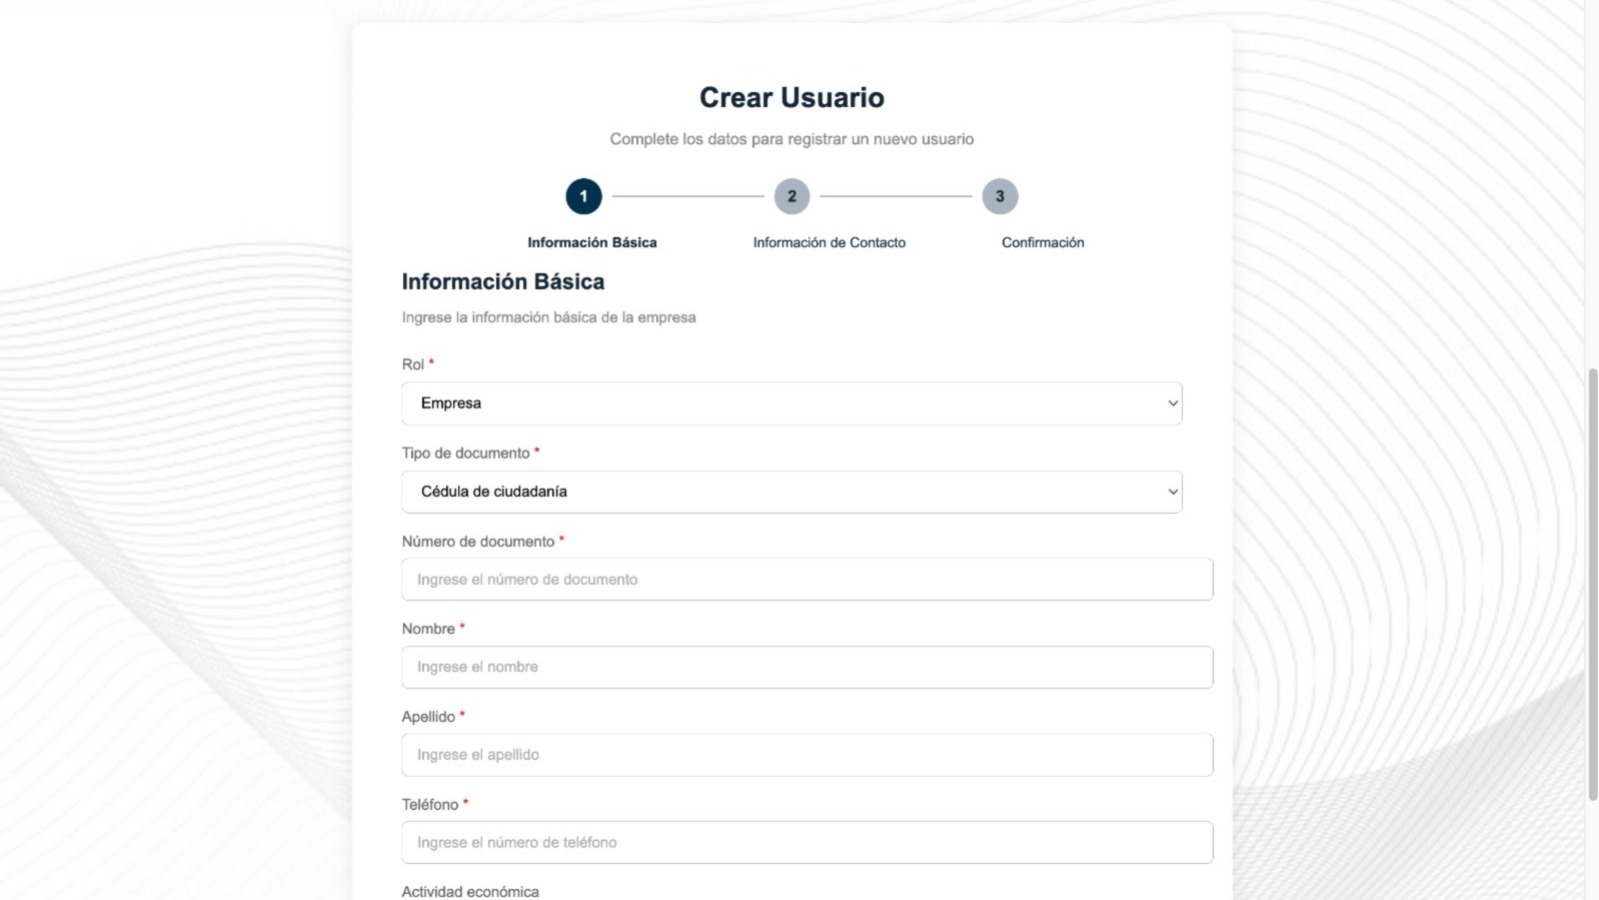 Crear Usuario
Complete los datos para registrar un nuevo usuario
1 2 3
Información Básica Información de Contacto Confirmación
Información Básica
Ingrese la información básica de la empresa
Rol *
Empresa
Tipo de documento *
Cédula de ciudadanía
Número de documento *
Ingrese el número de documento
Nombre *
Ingrese el nombre
Apellido *
Ingrese el apellido
Teléfono *
Ingrese el número de teléfono
Actividad económica